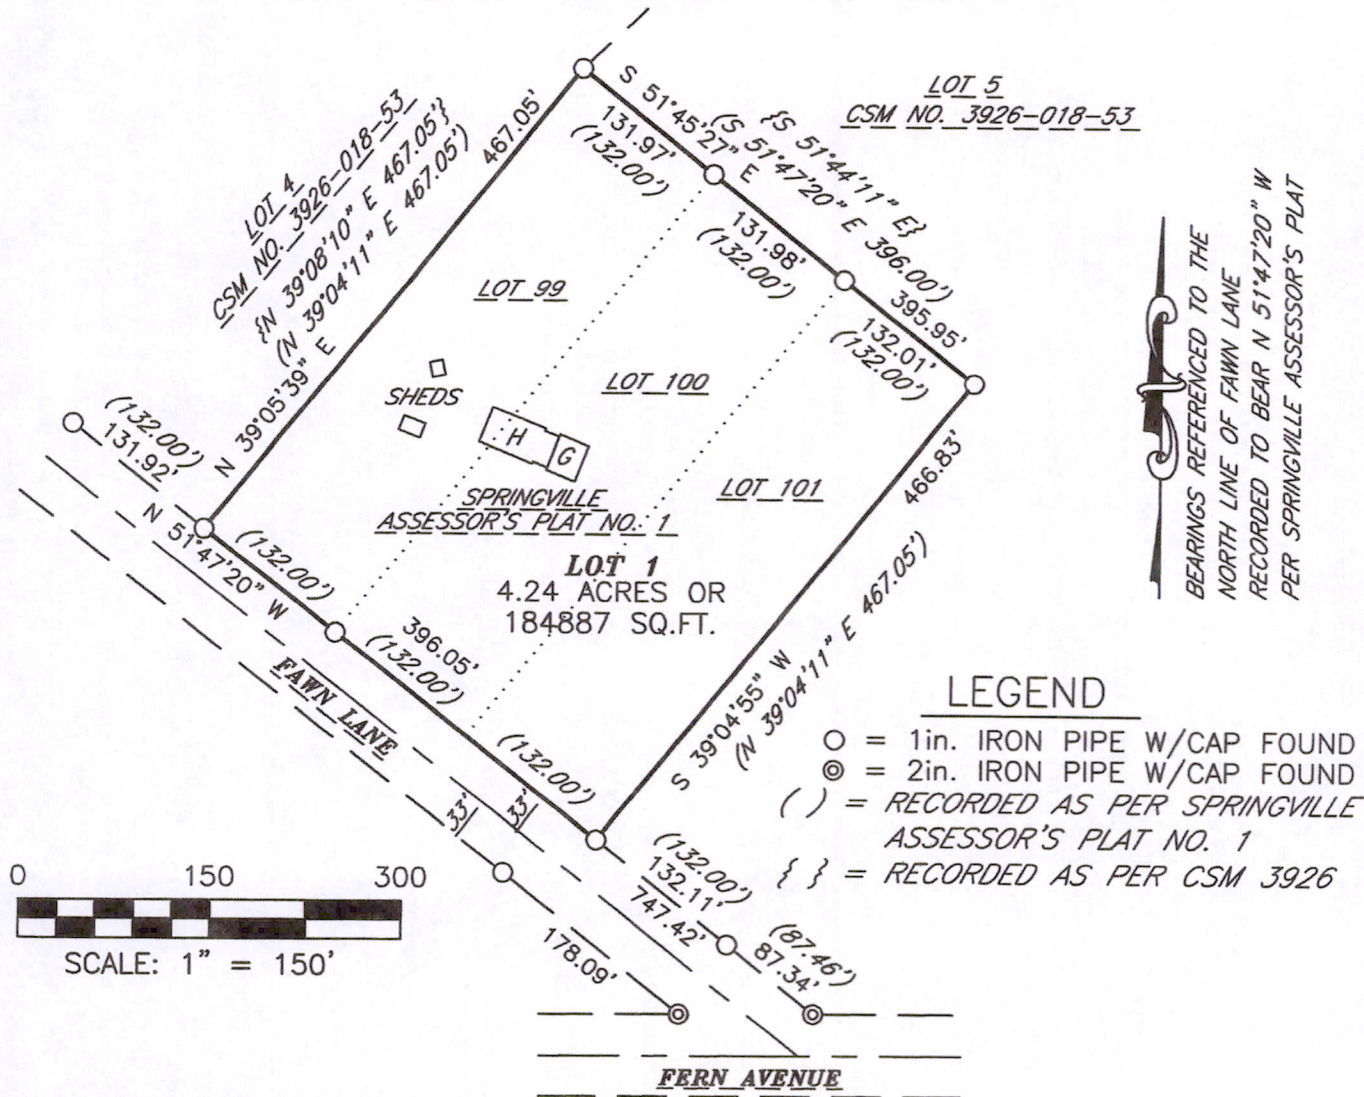 LOT 5
CSM NO. 3926-018-53
S 51°45'27" E
(S 51°47'20" E 396.00')
{S 51°44'11" E}
131.97'
(132.00')
131.98'
(132.00')
395.95'
132.01'
(132.00')
LOT 4
CSM NO. 3926-018-53
{N 39°08'10" E 467.05'}
(N 39°04'11" E 467.05')
N 39°05'39" E
467.05'
LOT 99
LOT 100
LOT 101
SHEDS
H
G
SPRINGVILLE
ASSESSOR'S PLAT NO. 1
LOT 1
4.24 ACRES OR
184887 SQ.FT.
466.83'
S 39°04'55" W
(N 39°04'11" E 467.05')
(132.00')
131.92'
N 51°47'20" W
(132.00')
396.05'
(132.00')
(132.00')
FAWN LANE
33'
33'
(132.00')
132.11'
747.42'
(87.46')
87.34'
178.09'
FERN AVENUE
BEARINGS REFERENCED TO THE
NORTH LINE OF FAWN LANE
RECORDED TO BEAR N 51°47'20" W
PER SPRINGVILLE ASSESSOR'S PLAT
LEGEND
= 1in. IRON PIPE W/CAP FOUND
= 2in. IRON PIPE W/CAP FOUND
( ) = RECORDED AS PER SPRINGVILLE
ASSESSOR'S PLAT NO. 1
{ } = RECORDED AS PER CSM 3926
0 150 300
SCALE: 1" = 150'